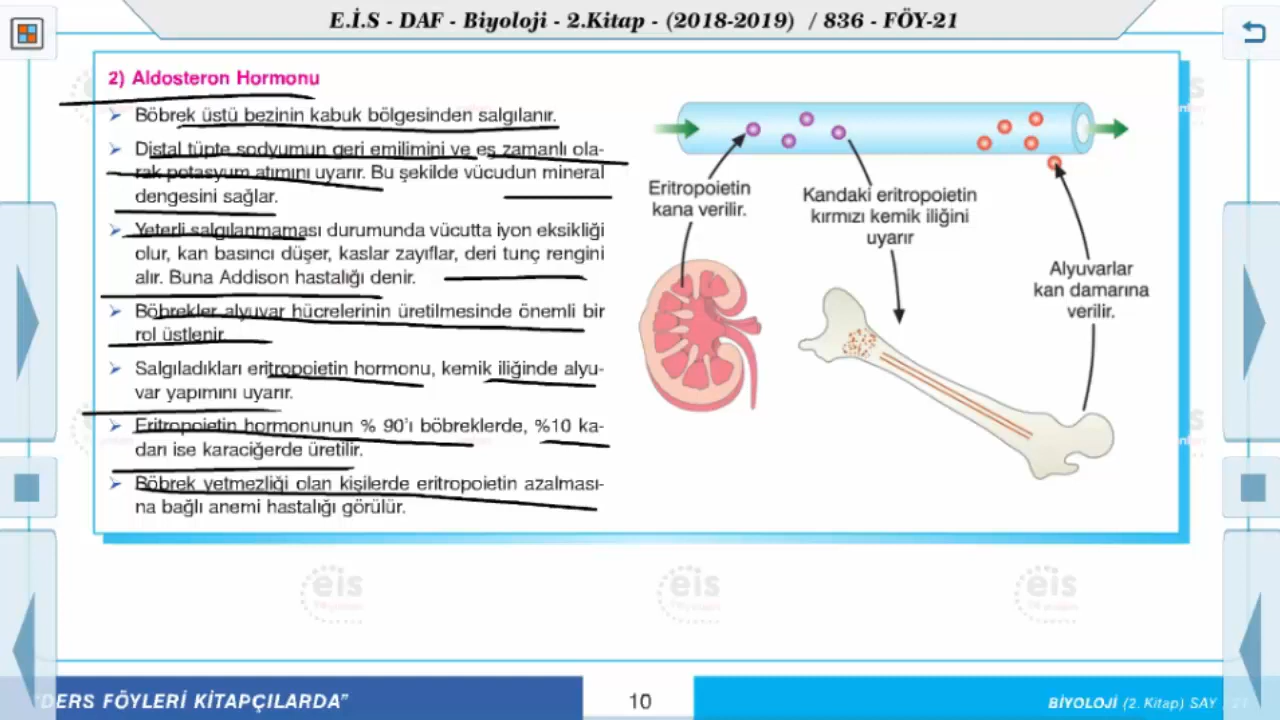 E.İ.S - DAF - Biyoloji - 2.Kitap - (2018-2019) / 836 - FÖY-21
2) Aldosteron Hormonu
Böbrek üstü bezinin kabuk bölgesinden salgılanır.
Distal tüpte sodyumun geri emilimini ve eş zamanlı ola-
rak potasyum atımını uyarır. Bu şekilde vücudun mineral
dengesini sağlar.
Yeterli salgılanmaması durumunda vücutta iyon eksikliği
olur, kan basıncı düşer, kaslar zayıflar, deri tunç rengini
alır. Buna Addison hastalığı denir.
Böbrekler alyuvar hücrelerinin üretilmesinde önemli bir
rol üstlenir.
Salgıladıkları eritropoietin hormonu, kemik iliğinde alyu-
var yapımını uyarır.
Eritropoietin hormonunun % 90'ı böbreklerde, %10 ka-
darı ise karaciğerde üretilir.
Böbrek yetmezliği olan kişilerde eritropoietin azalması-
na bağlı anemi hastalığı görülür.
Eritropoietin
kana verilir.
Kandaki eritropoietin
kırmızı kemik iliğini
uyarır
Alyuvarlar
kan damarına
verilir.
eis
eis
eis
"DERS FÖYLERİ KİTAPÇILARDA"
10
BİYOLOJİ (2. Kitap) SAY